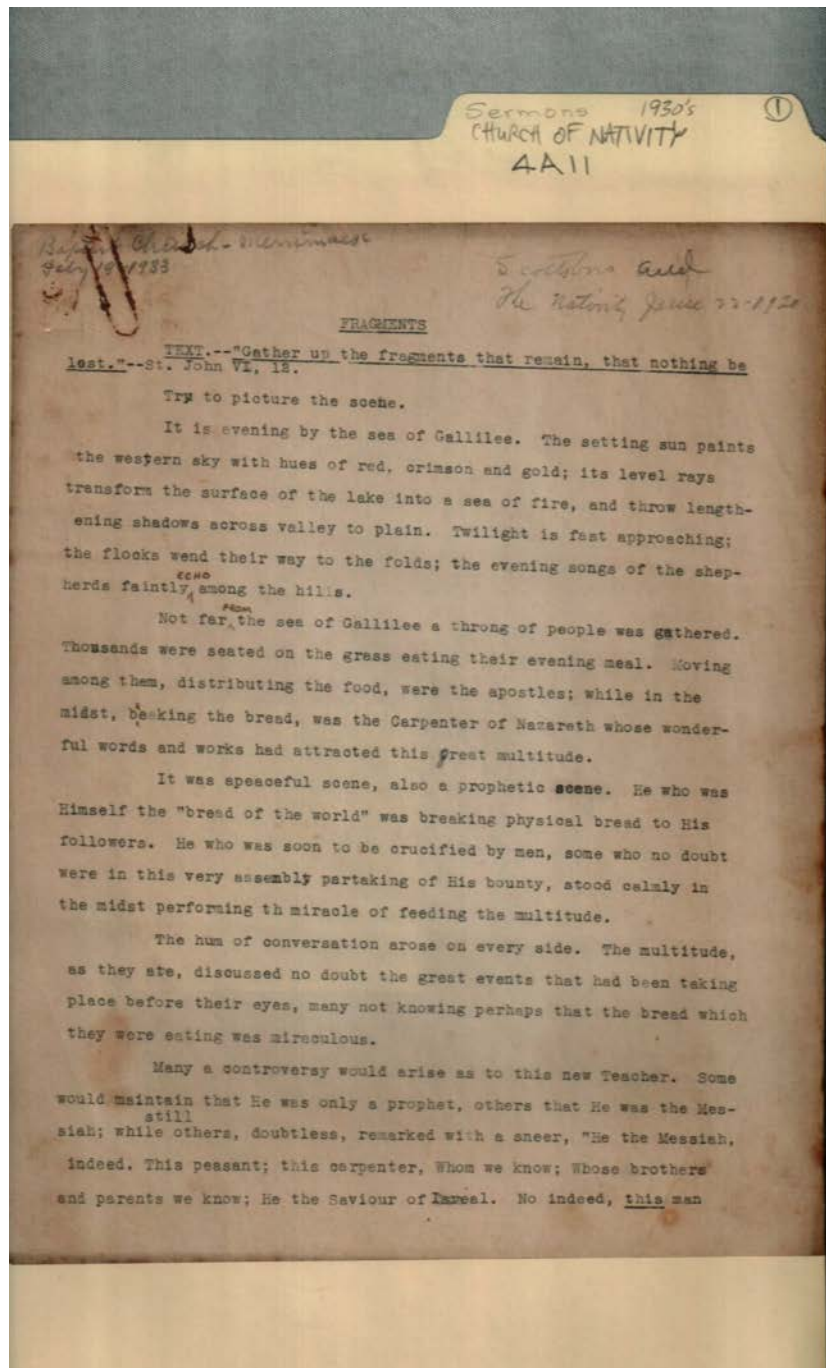 Sermons 1930's ①
CHURCH OF NATIVITY
4A11
Baptist Church - Merrimack
July 19 1933
Scottsboro and
The Nativity June 22-1930
FRAGMENTS
TEXT.--"Gather up the fragments that remain, that nothing be
lost."--St. John VI, 12.
Try to picture the scene.
It is evening by the sea of Gallilee. The setting sun paints
the western sky with hues of red, crimson and gold; its level rays
transform the surface of the lake into a sea of fire, and throw length-
ening shadows across valley to plain. Twilight is fast approaching;
the flocks wend their way to the folds; the evening songs of the shep-
ECHO
herds faintly among the hills.
FROM
Not far the sea of Gallilee a throng of people was gathered.
Thousands were seated on the grass eating their evening meal. Moving
among them, distributing the food, were the apostles; while in the
midst, beaking the bread, was the Carpenter of Nazareth whose wonder-
ful words and works had attracted this great multitude.
It was apeaceful scene, also a prophetic scene. He who was
Himself the "bread of the world" was breaking physical bread to His
followers. He who was soon to be crucified by men, some who no doubt
were in this very assembly partaking of His bounty, stood calmly in
the midst performing th miracle of feeding the multitude.
The hum of conversation arose on every side. The multitude,
as they ate, discussed no doubt the great events that had been taking
place before their eyes, many not knowing perhaps that the bread which
they were eating was miraculous.
Many a controversy would arise as to this new Teacher. Some
would maintain that He was only a prophet, others that He was the Mes-
still
siah; while others, doubtless, remarked with a sneer, "He the Messiah,
indeed. This peasant; this carpenter, Whom we know; Whose brothers
and parents we know; He the Saviour of Isreal. No indeed, this man